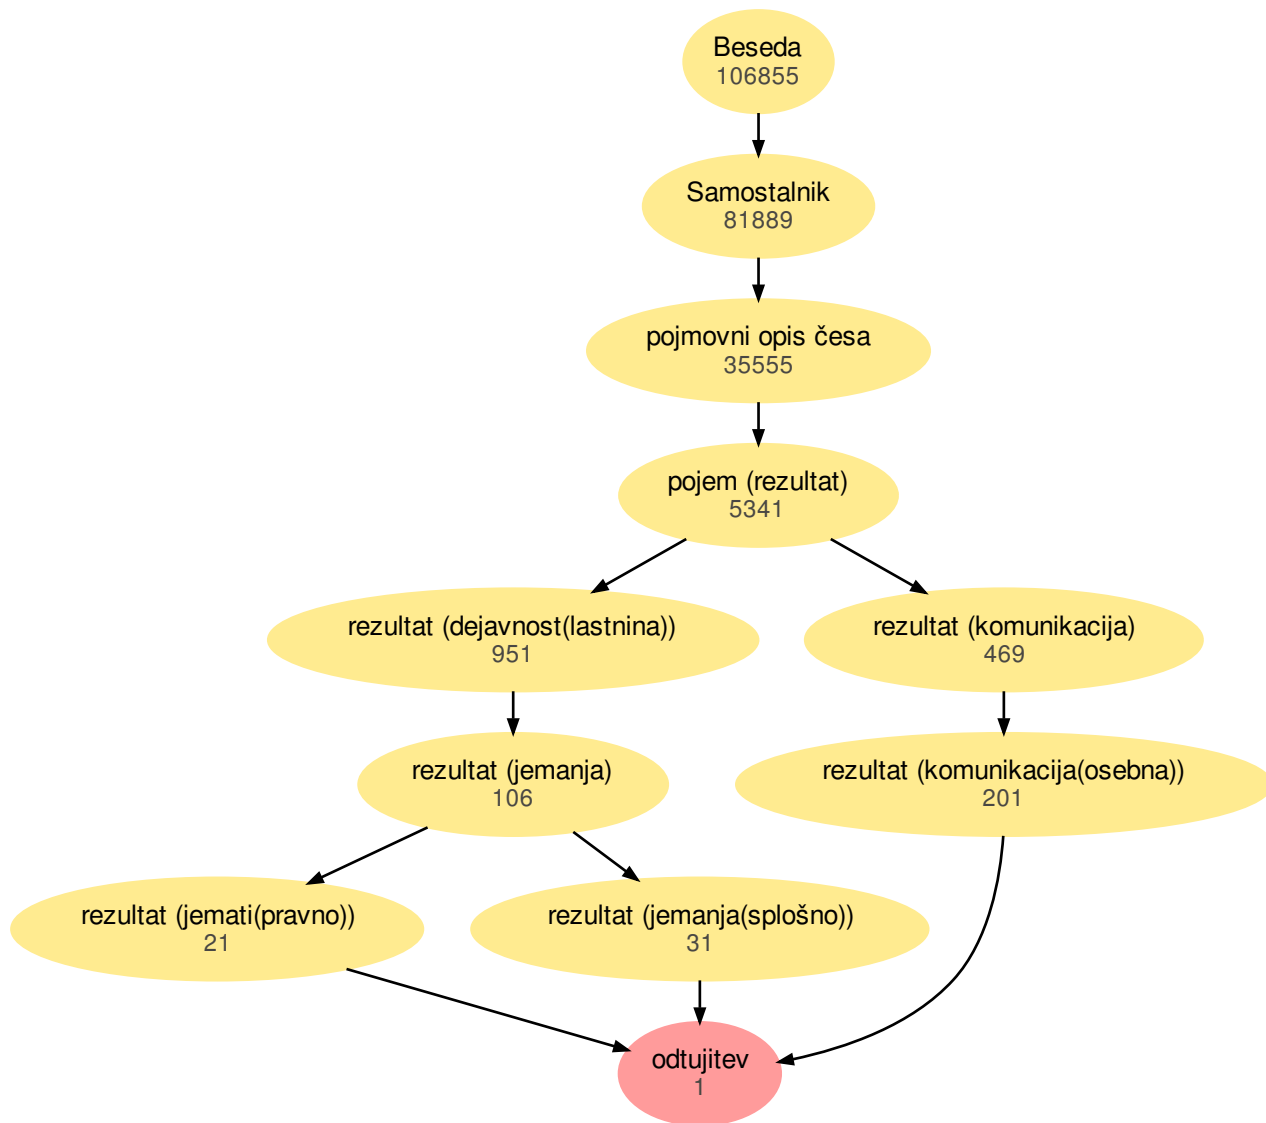 Beseda
106855
Samostalnik
81889
pojmovni opis česa
35555
pojem (rezultat)
5341
rezultat (dejavnost(lastnina))
951
rezultat (komunikacija)
469
rezultat (jemanja)
106
rezultat (komunikacija(osebna))
201
rezultat (jemati(pravno))
21
rezultat (jemanja(splošno))
31
odtujitev
1